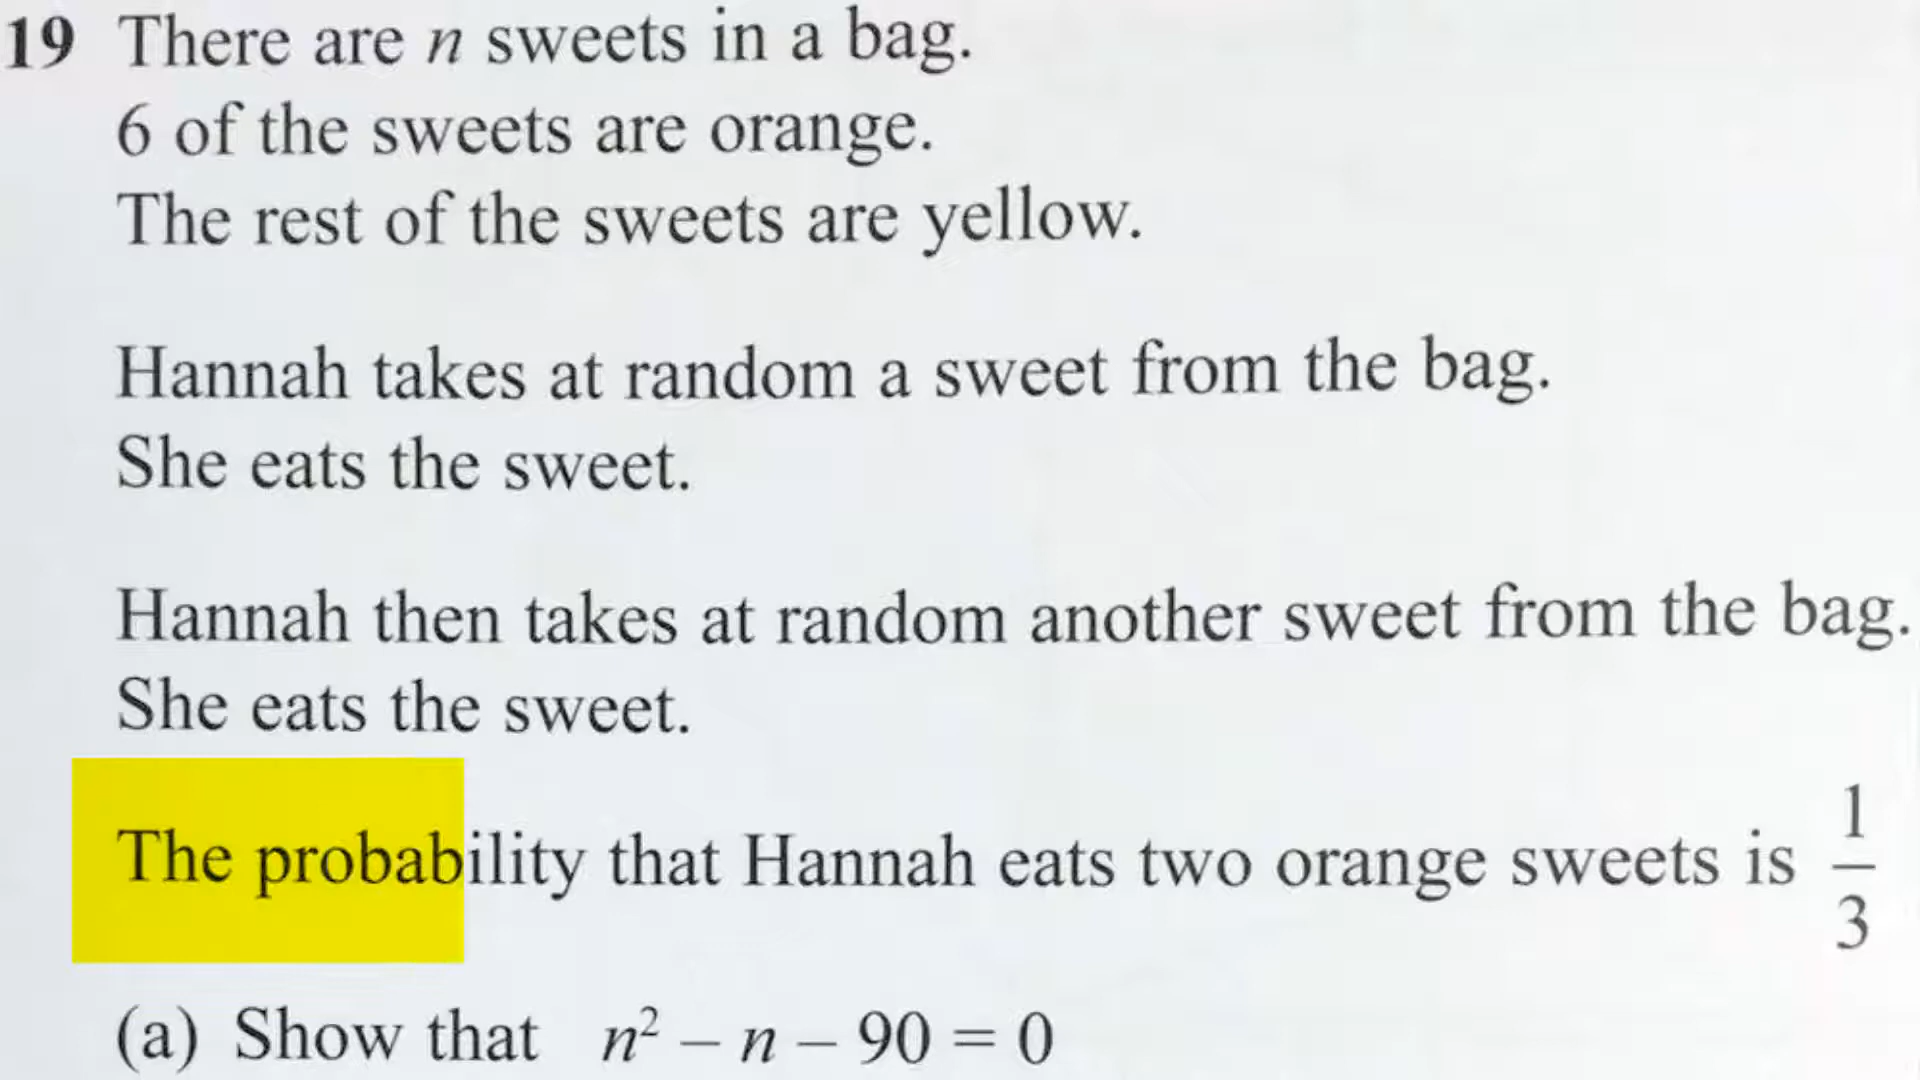 19 There are n sweets in a bag.
6 of the sweets are orange.
The rest of the sweets are yellow.
Hannah takes at random a sweet from the bag.
She eats the sweet.
Hannah then takes at random another sweet from the bag.
She eats the sweet.
The probability that Hannah eats two orange sweets is 1/3
(a) Show that n² – n – 90 = 0